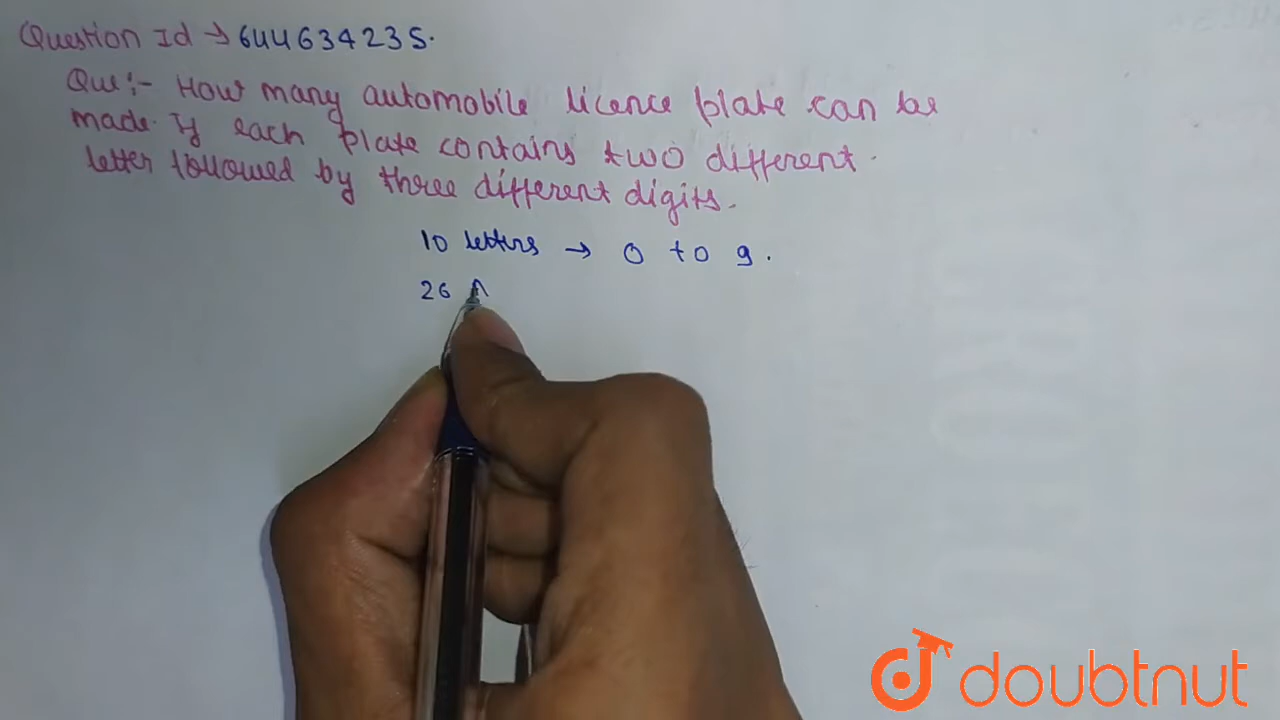 Question Id → 644634235.
Que:- How many automobile licence plate can be
made. If each plate contains two different.
letter followed by three different digits.
10 letters → 0 to 9.
26
doubtnut